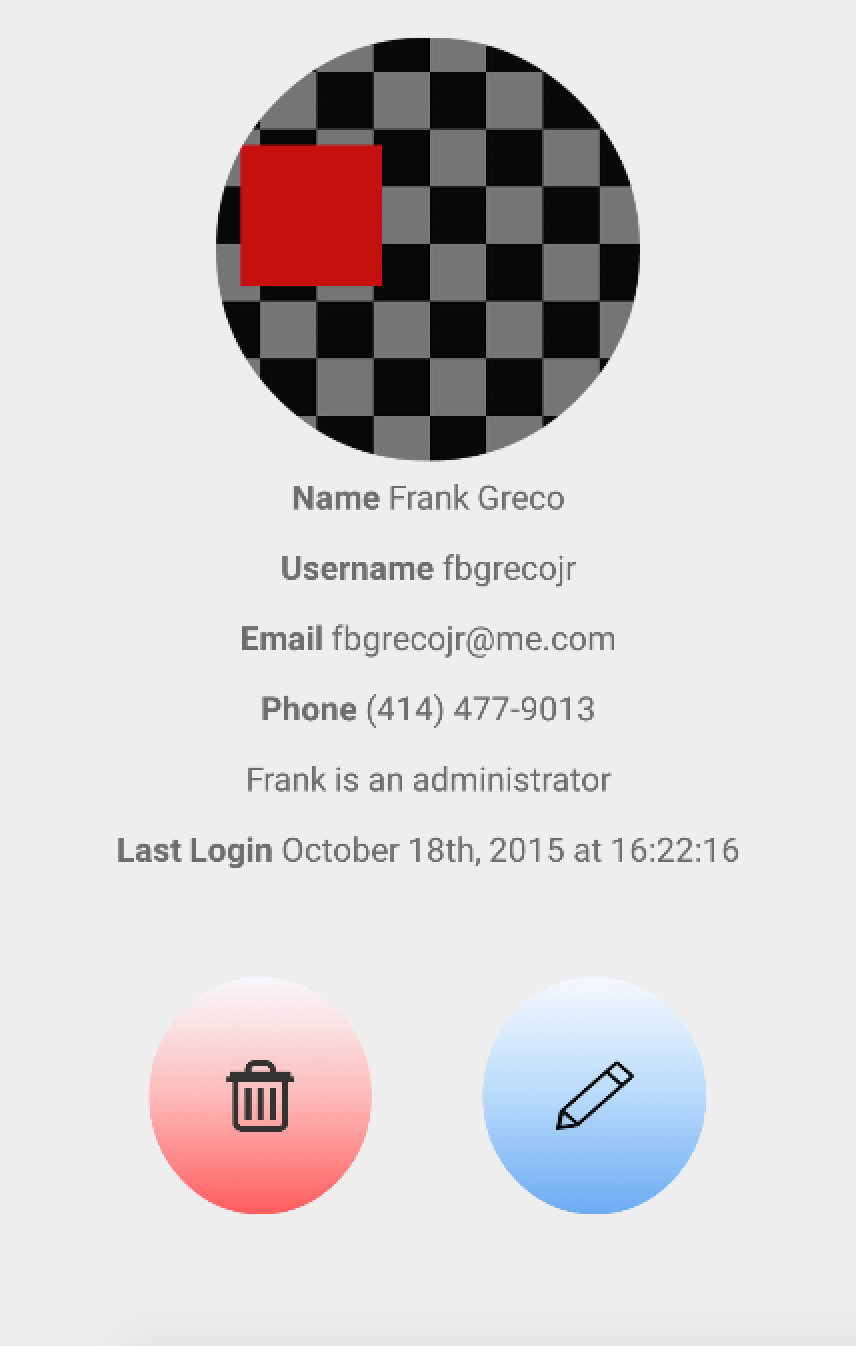 Name Frank Greco
Username fbgrecojr
Email fbgrecojr@me.com
Phone (414) 477-9013
Frank is an administrator
Last Login October 18th, 2015 at 16:22:16